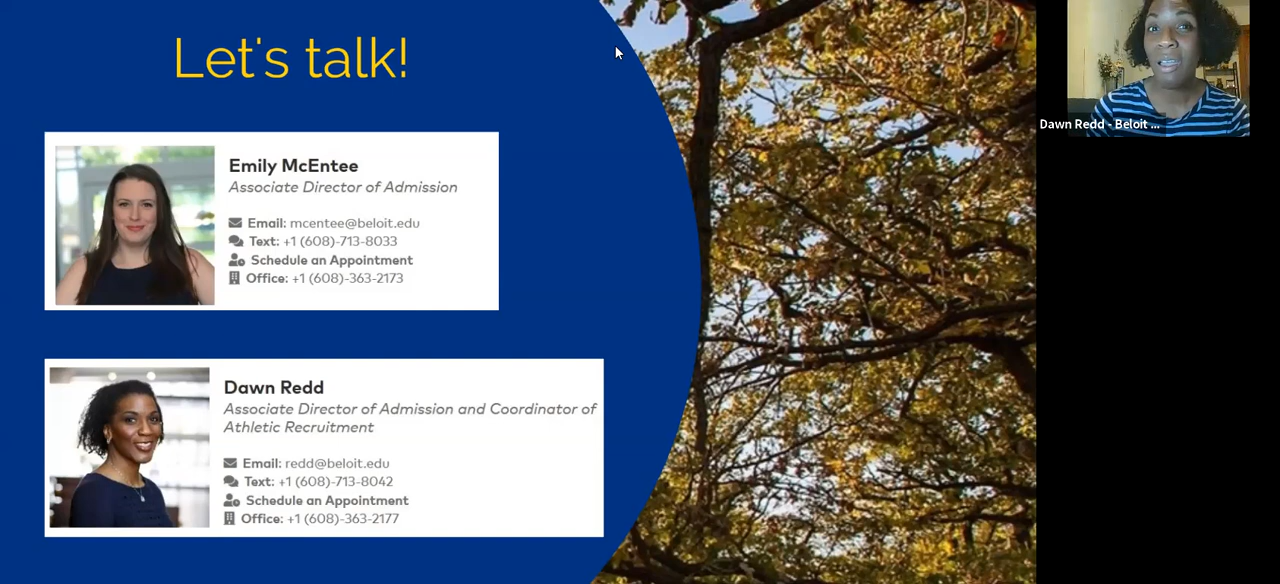 Let's talk!
Emily McEntee
Associate Director of Admission
Email: mcentee@beloit.edu
Text: +1 (608)-713-8033
Schedule an Appointment
Office: +1 (608)-363-2173
Dawn Redd
Associate Director of Admission and Coordinator of
Athletic Recruitment
Email: redd@beloit.edu
Text: +1 (608)-713-8042
Schedule an Appointment
Office: +1 (608)-363-2177
Dawn Redd - Beloit ...